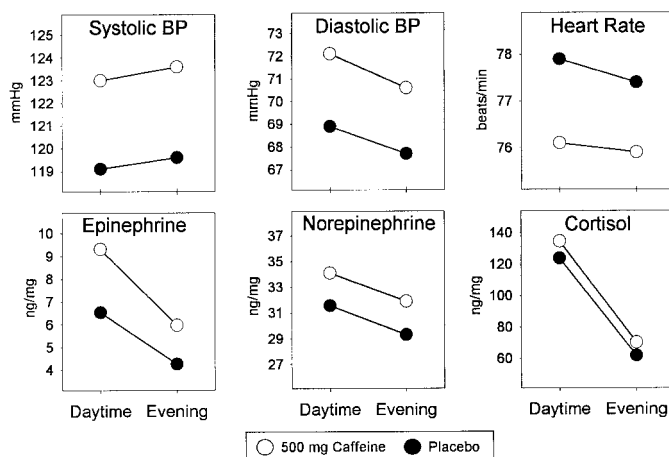 Systolic BP
125
124
123
122
121
120
119
mmHg
Diastolic BP
72
71
70
69
68
67
mmHg
Heart Rate
78
77
76
beats/min
Epinephrine
10
9
8
7
6
5
4
ng/mg
Daytime Evening
Norepinephrine
37
35
33
31
29
27
ng/mg
Daytime Evening
Cortisol
140
120
100
80
60
ng/mg
Daytime Evening
500 mg Caffeine Placebo